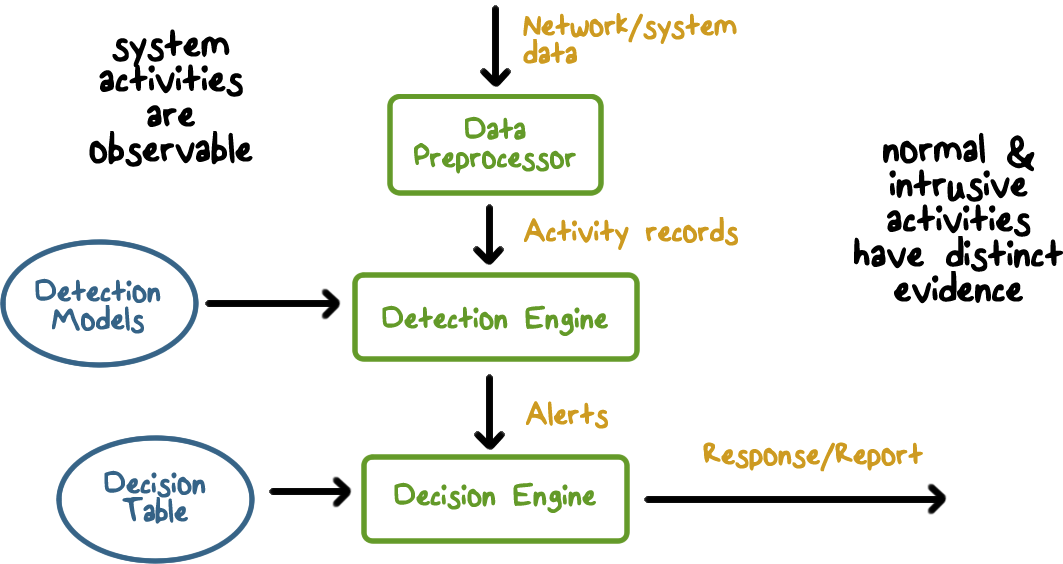 system
activities
are
observable
Network/system
data
Data
Preprocessor
Activity records
normal &
intrusive
activities
have distinct
evidence
Detection
Models
Detection Engine
Alerts
Decision
Table
Decision Engine
Response/Report